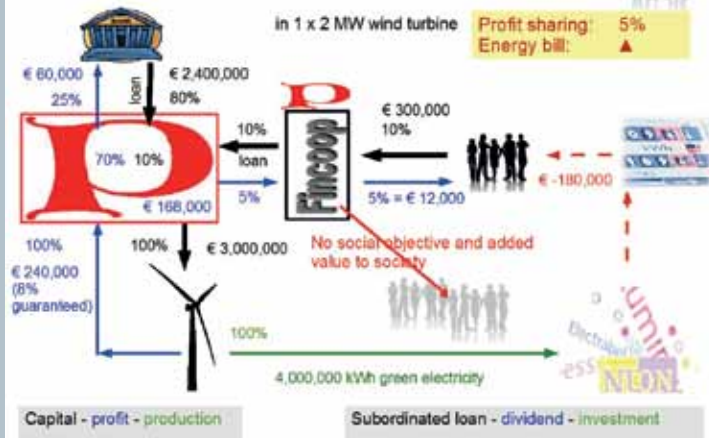 in 1 x 2 MW wind turbine
Profit sharing: 5%
Energy bill: ▲
€ 60,000
25%
loan
€ 2,400,000
80%
P
10%
loan
5%
Fincoop
€ 300,000
10%
5% = € 12,000
€ -180,000
P
70% 10%
€ 168,000
100%
€ 240,000
(8%
guaranteed)
100%
€ 3,000,000
No social objective and added
value to society
100%
4,000,000 kWh green electricity
NUON
Capital - profit - production
Subordinated loan - dividend - investment